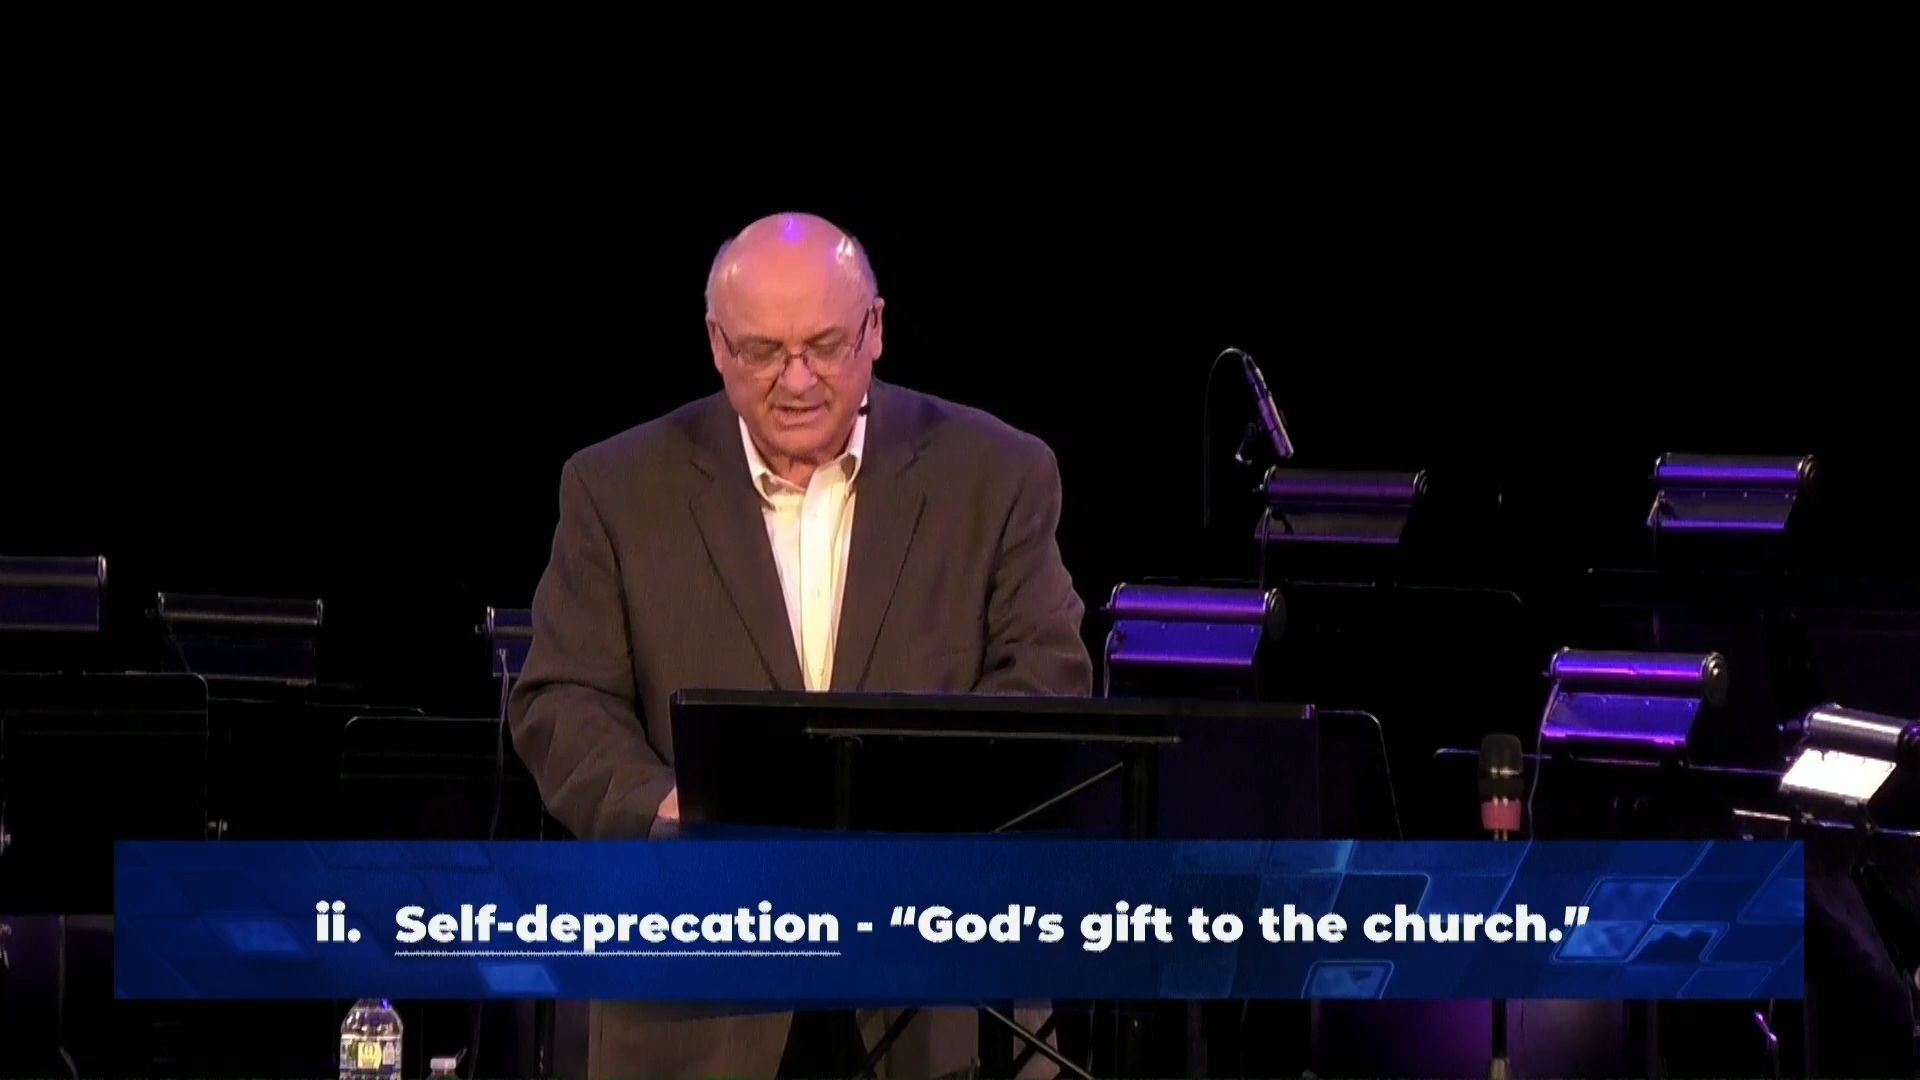 ii. Self-deprecation - “God’s gift to the church.”